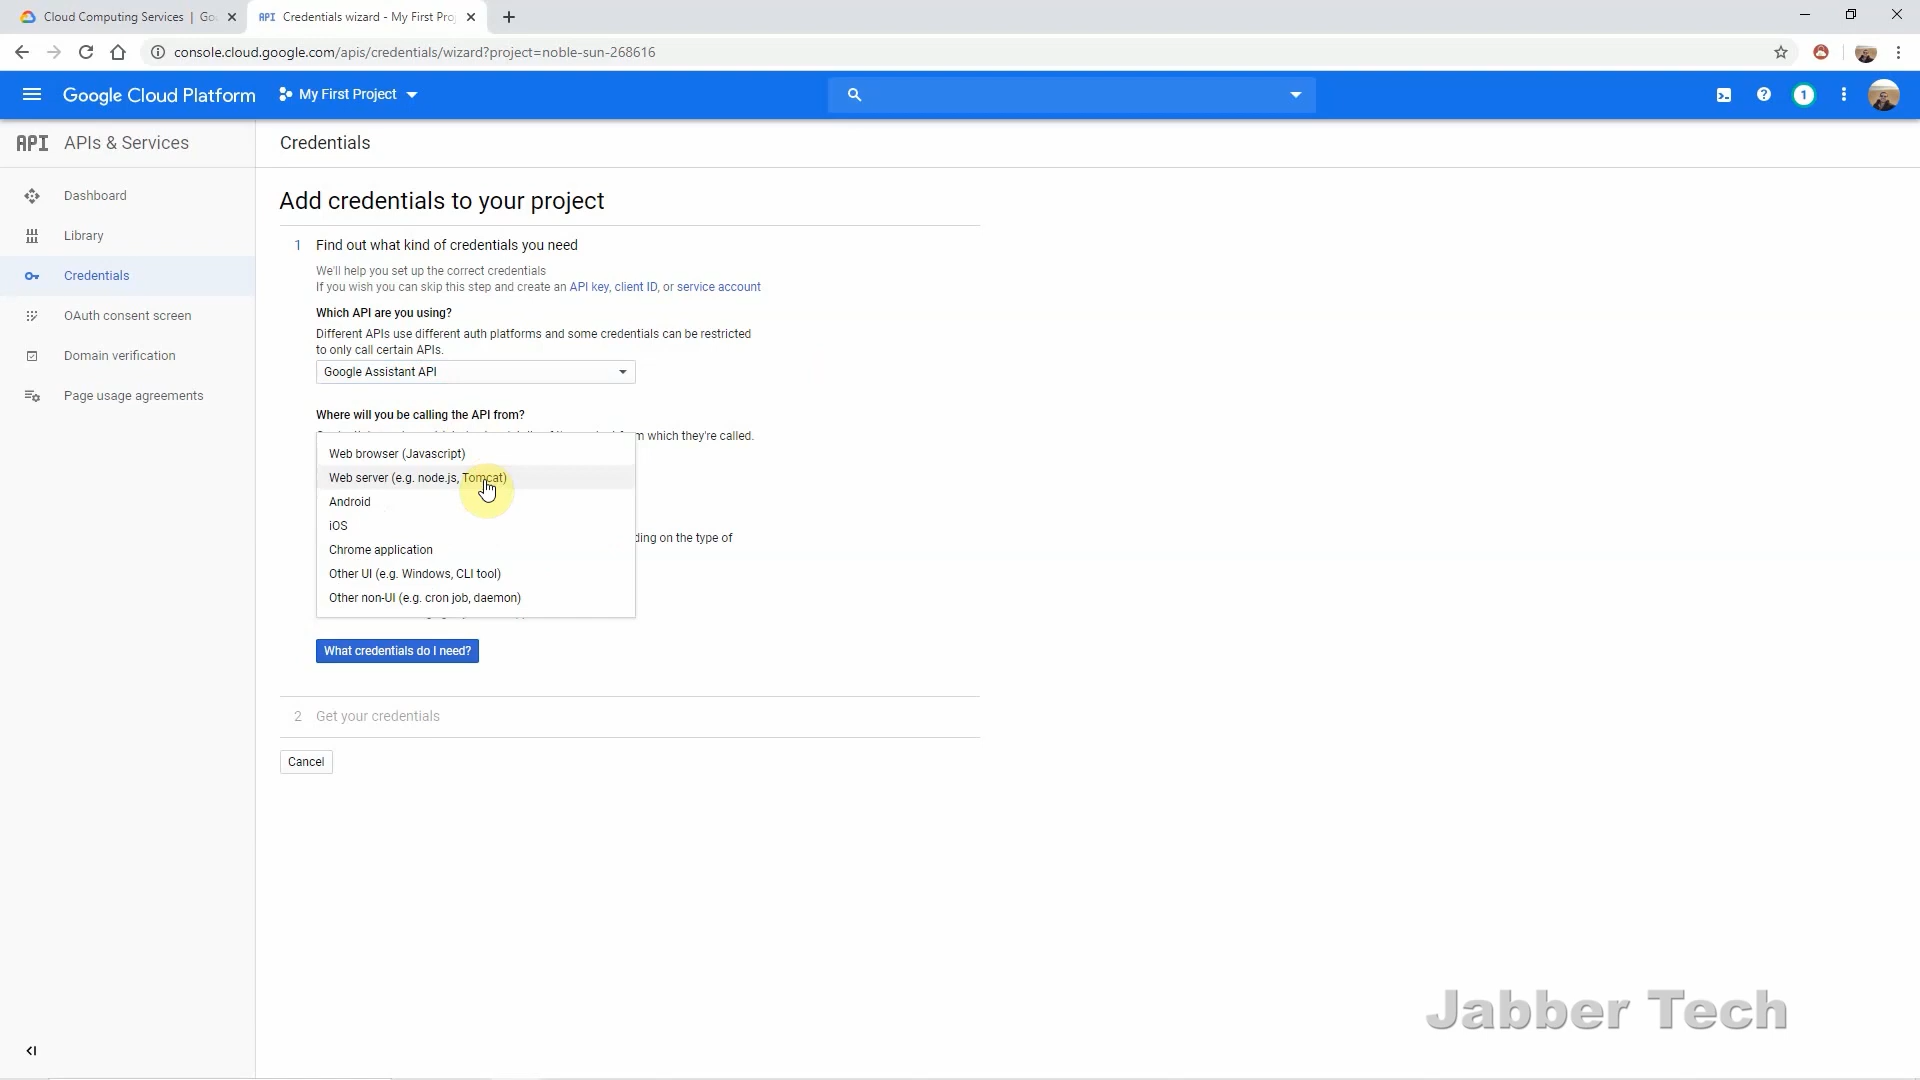 Cloud Computing Services | Go
API Credentials wizard - My First Pro
console.cloud.google.com/apis/credentials/wizard?project=noble-sun-268616
Google Cloud Platform
My First Project
1
API APIs & Services
Credentials
Dashboard
Library
Credentials
OAuth consent screen
Domain verification
Page usage agreements
Add credentials to your project
1 Find out what kind of credentials you need
We'll help you set up the correct credentials
If you wish you can skip this step and create an API key, client ID, or service account
Which API are you using?
Different APIs use different auth platforms and some credentials can be restricted
to only call certain APIs.
Google Assistant API
Where will you be calling the API from?
m which they're called.
Web browser (Javascript)
Web server (e.g. node.js, Tomcat)
Android
iOS
ding on the type of
Chrome application
Other UI (e.g. Windows, CLI tool)
Other non-UI (e.g. cron job, daemon)
What credentials do I need?
2 Get your credentials
Cancel
Jabber Tech